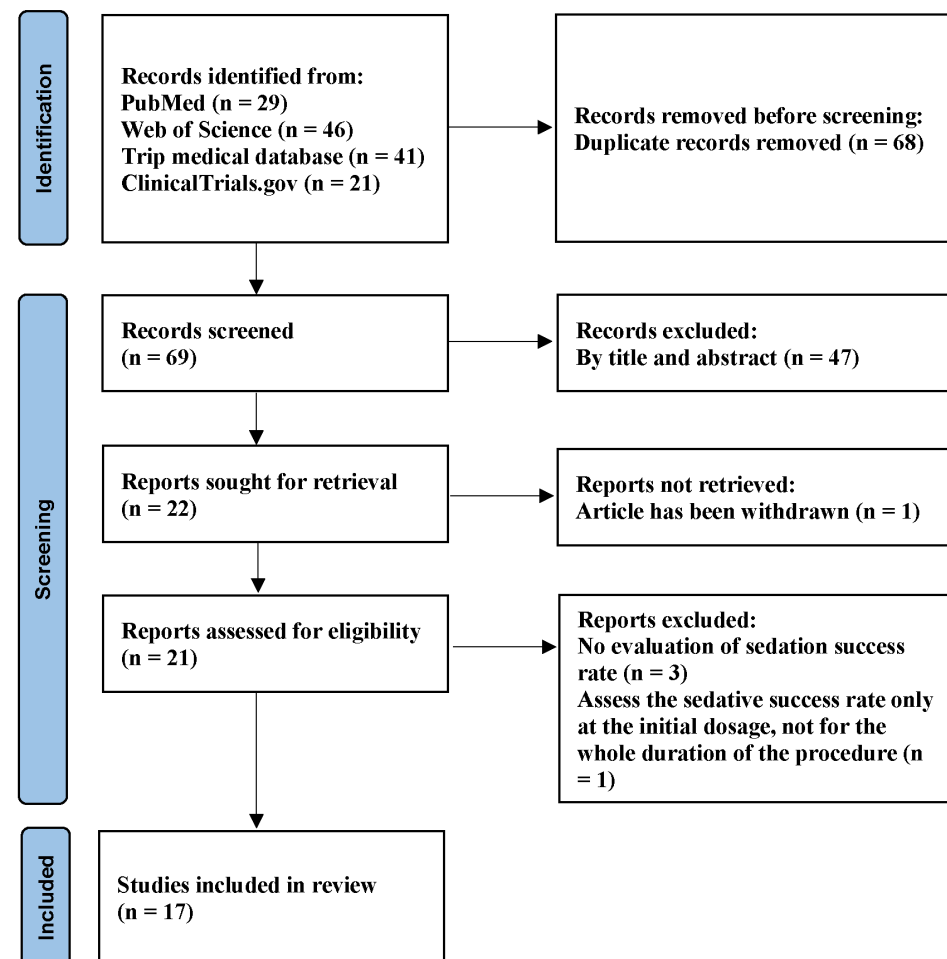 Identification
Records identified from:
PubMed (n = 29)
Web of Science (n = 46)
Trip medical database (n = 41)
ClinicalTrials.gov (n = 21)
Records removed before screening:
Duplicate records removed (n = 68)
Screening
Records screened
(n = 69)
Records excluded:
By title and abstract (n = 47)
Reports sought for retrieval
(n = 22)
Reports not retrieved:
Article has been withdrawn (n = 1)
Reports assessed for eligibility
(n = 21)
Reports excluded:
No evaluation of sedation success
rate (n = 3)
Assess the sedative success rate only
at the initial dosage, not for the
whole duration of the procedure (n
= 1)
Included
Studies included in review
(n = 17)